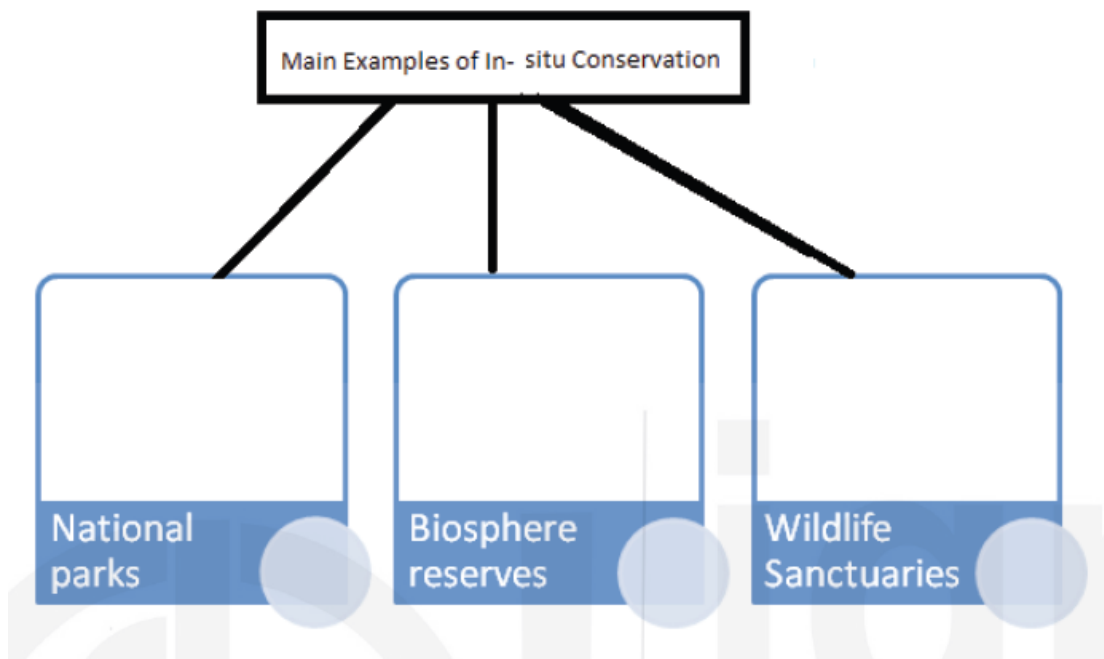 Main Examples of In- situ Conservation
National
parks
Biosphere
reserves
Wildlife
Sanctuaries